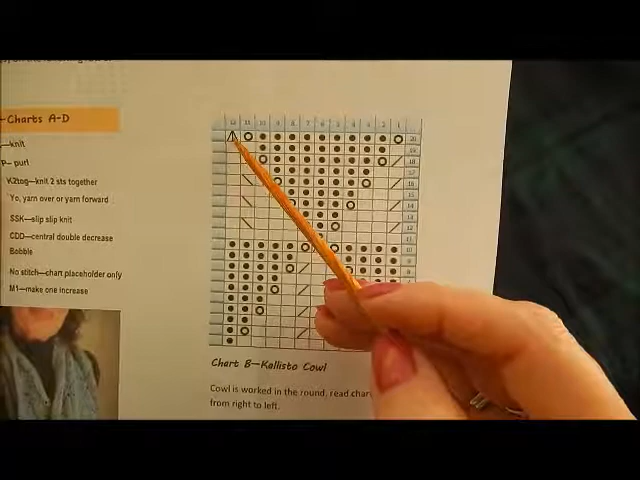 —Charts A-D
—knit
P— purl
K2tog—knit 2 sts together
Yo, yarn over or yarn forward
SSK—slip slip knit
CDD—central double decrease
Bobble
No stitch—chart placeholder only
M1—make one increase
12 11 10 9 8 7 6 5 4 3 2 1
20
19
18
17
16
15
14
13
12
11
10
9
8
Chart B—Kallisto Cowl
Cowl is worked in the round, read
from right to left.